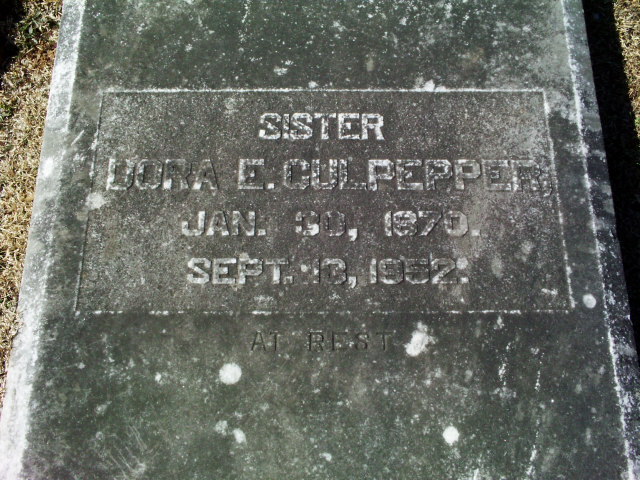 SISTER
DORA E. CULPEPPER,
JAN. 30, 1870.
SEPT. 13, 1952.
AT REST